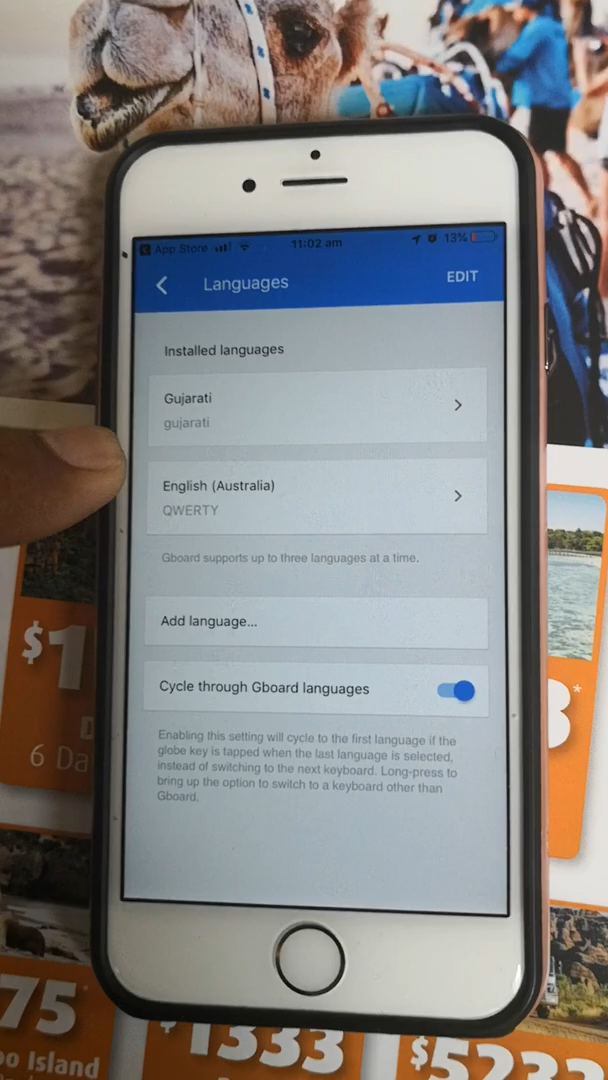 App Store
11:02 am
13%
Languages
EDIT
Installed languages
Gujarati
gujarati
English (Australia)
QWERTY
Gboard supports up to three languages at a time.
Add language...
Cycle through Gboard languages
Enabling this setting will cycle to the first language if the
globe key is tapped when the last language is selected,
instead of switching to the next keyboard. Long-press to
bring up the option to switch to a keyboard other than
Gboard.
$1
6 Da
75
$1333
$5232
Island